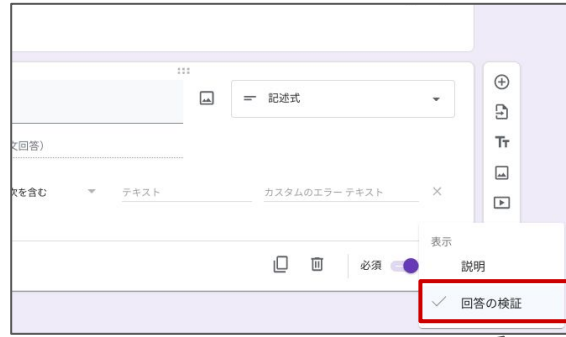 記述式
文回答）
次を含む テキスト カスタムのエラー テキスト
表示
必須 説明
回答の検証